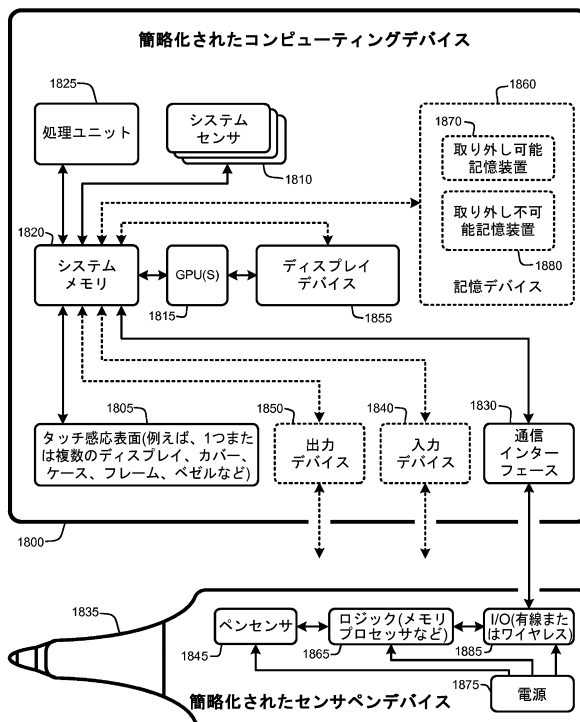 簡略化されたコンピューティングデバイス
1825
処理ユニット
システム
センサ
1810
1860
1870
取り外し可能
記憶装置
取り外し不可
能記憶装置
1880
記憶デバイス
1820
システム
メモリ
GPU(S)
1815
ディスプレイ
デバイス
1855
1805
タッチ感応表面(例えば、1つまた
は複数のディスプレイ、カバー、
ケース、フレーム、ベゼルなど)
1850
出力
デバイス
1840
入力
デバイス
1830
通信
インター
フェース
1800
1835
ペンセンサ
1845
ロジック(メモリ
プロセッサなど)
1865
I/O(有線また
はワイヤレス)
1885
1875
電源
簡略化されたセンサペンデバイス